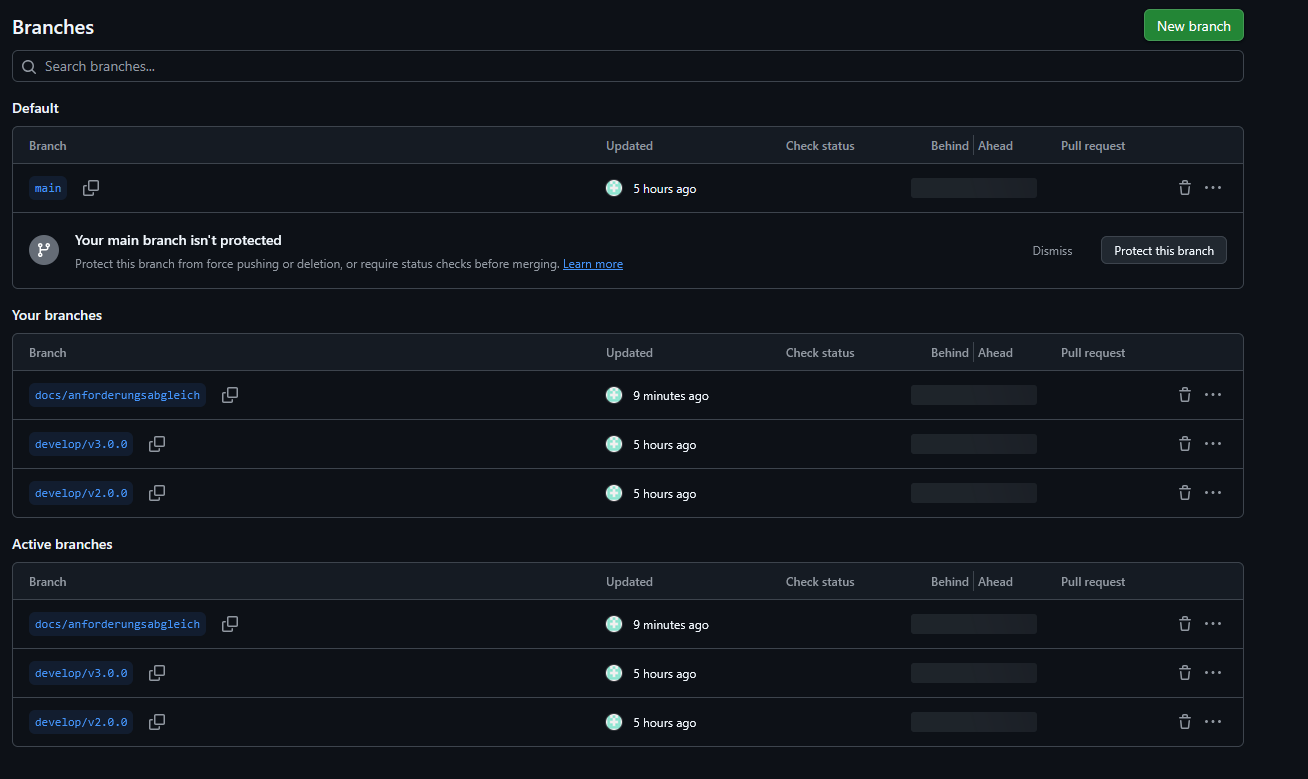 Branches
New branch
Search branches...
Default
Branch Updated Check status Behind Ahead Pull request
main 5 hours ago
Your main branch isn't protected
Protect this branch from force pushing or deletion, or require status checks before merging. Learn more
Dismiss Protect this branch
Your branches
Branch Updated Check status Behind Ahead Pull request
docs/anforderungsabgleich 9 minutes ago
develop/v3.0.0 5 hours ago
develop/v2.0.0 5 hours ago
Active branches
Branch Updated Check status Behind Ahead Pull request
docs/anforderungsabgleich 9 minutes ago
develop/v3.0.0 5 hours ago
develop/v2.0.0 5 hours ago